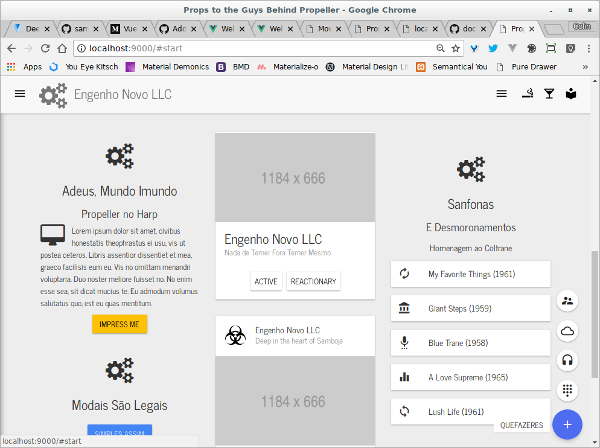 Props to the Guys Behind Propeller - Google Chrome
Dee
san
Vue
Add
Wel
Wel
Mov
Pro
loca
doc
Prop
Colin
localhost:9000/#start
Apps
You Eye Kitsch
Material Demonics
BMD
Materialize-o
Material Design Lit
Semantical You
Pure Drawer
»
Engenho Novo LLC
Adeus, Mundo Imundo
Propeller no Harp
Lorem ipsum dolor sit amet, civibus
honestatis theophrastus ei usu, vis ut
postea ceteros. Libris assentior dissentiet et mea,
graeco facilisis eum eu. Vis no omittam menandri
voluptaria. Duo noster meliore fuisset no. No enim
esse sea, sit dicat mucius te. Eu admodum volumus
salutatus quo, est eu quas mentitum.
IMPRESS ME
Modais São Legais
SIMPLES ASSIM
1184 x 666
Engenho Novo LLC
Nada de Temer Fora Temer Mesmo
ACTIVE
REACTIONARY
Engenho Novo LLC
Deep in the heart of Samboja
1184 x 666
Sanfonas
E Desmoronamentos
Homenagem ao Coltrane
My Favorite Things (1961)
Giant Steps (1959)
Blue Trane (1958)
A Love Supreme (1965)
Lush Life (1961)
QUEFAZERES
localhost:9000/#start